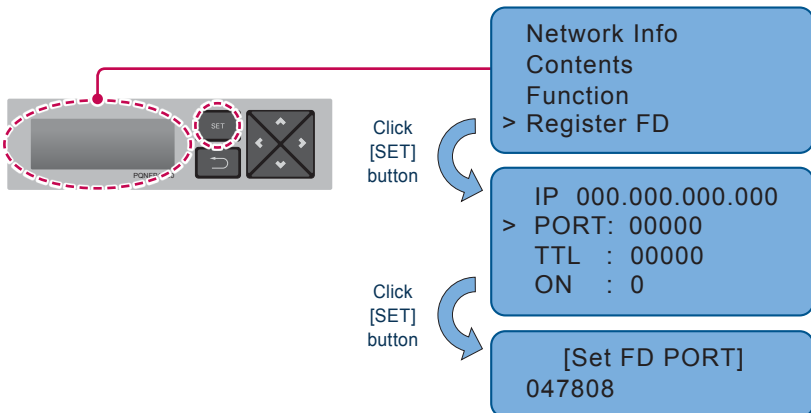 Network Info
Contents
Function
> Register FD
SET
Click
[SET]
button
IP 000.000.000.000
> PORT: 00000
TTL : 00000
ON : 0
Click
[SET]
button
[Set FD PORT]
047808